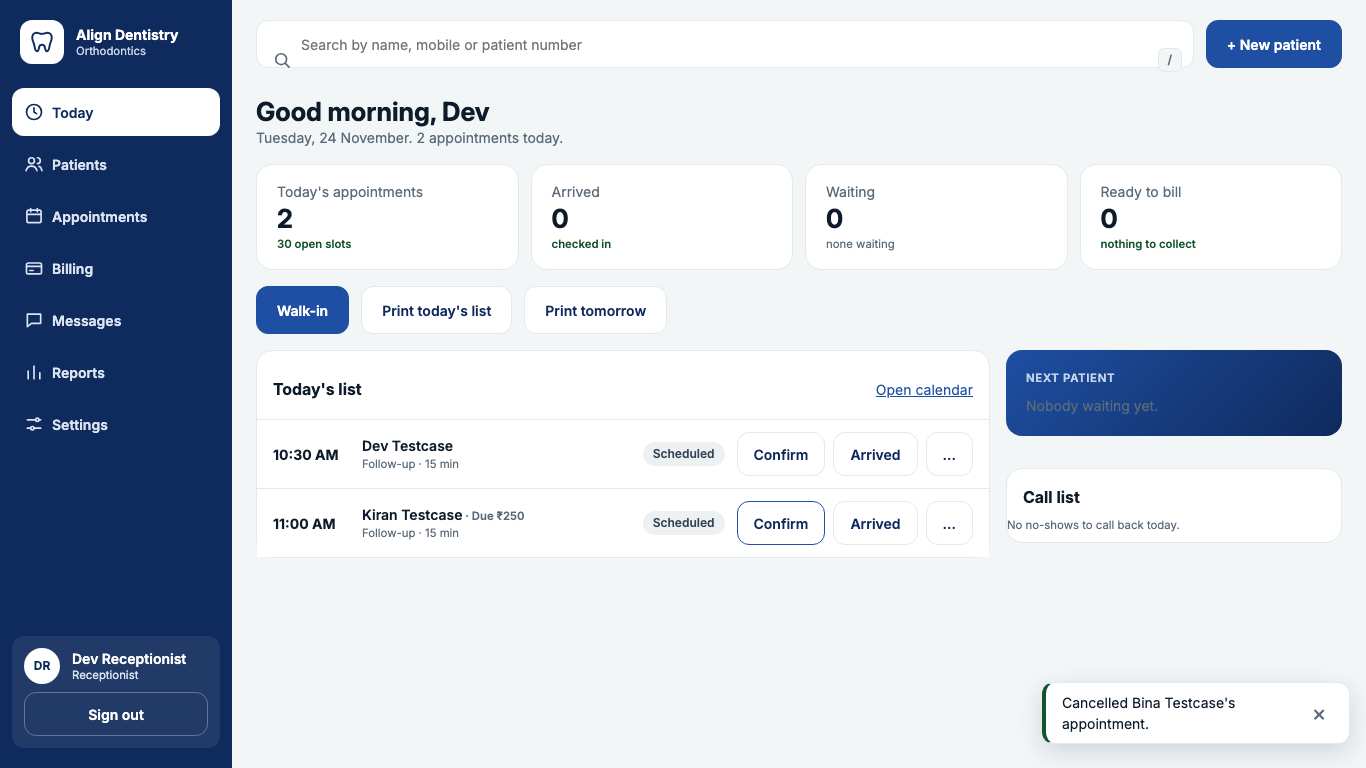 Align Dentistry
Orthodontics
Today
Patients
Appointments
Billing
Messages
Reports
Settings
DR
Dev Receptionist
Receptionist
Sign out
Search by name, mobile or patient number
/
+ New patient
Good morning, Dev
Tuesday, 24 November. 2 appointments today.
Today's appointments
2
30 open slots
Arrived
0
checked in
Waiting
0
none waiting
Ready to bill
0
nothing to collect
Walk-in
Print today's list
Print tomorrow
Today's list
Open calendar
10:30 AM
Dev Testcase
Follow-up · 15 min
Scheduled
Confirm
Arrived
...
11:00 AM
Kiran Testcase · Due ₹250
Follow-up · 15 min
Scheduled
Confirm
Arrived
...
NEXT PATIENT
Nobody waiting yet.
Call list
No no-shows to call back today.
Cancelled Bina Testcase's
appointment.